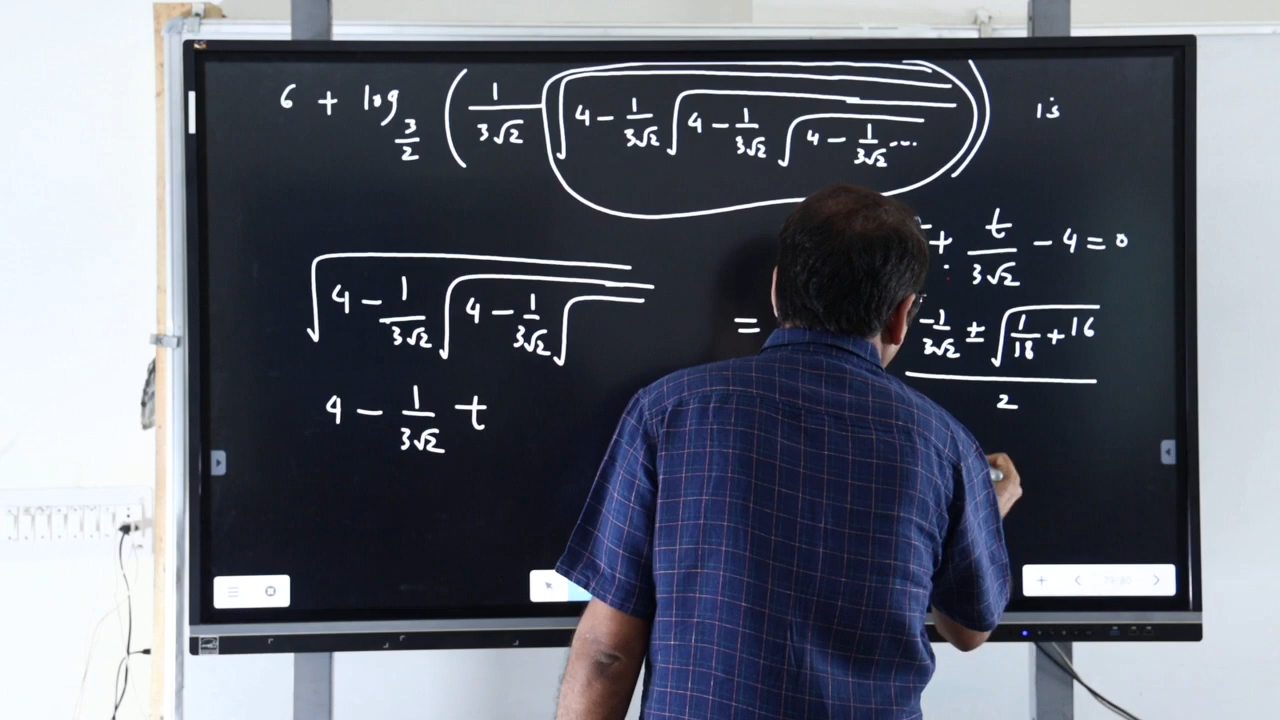 6 + log_{3/2} ( 1/(3√2) √(4 − 1/(3√2) √(4 − 1/(3√2) √(4 − 1/(3√2) ... ))) ) is
+ t/(3√2) − 4 = 0
√(4 − 1/(3√2) √(4 − 1/(3√2) √ =
(−1/(3√2) ± √(1/18 + 16)) / 2
4 − 1/(3√2) t